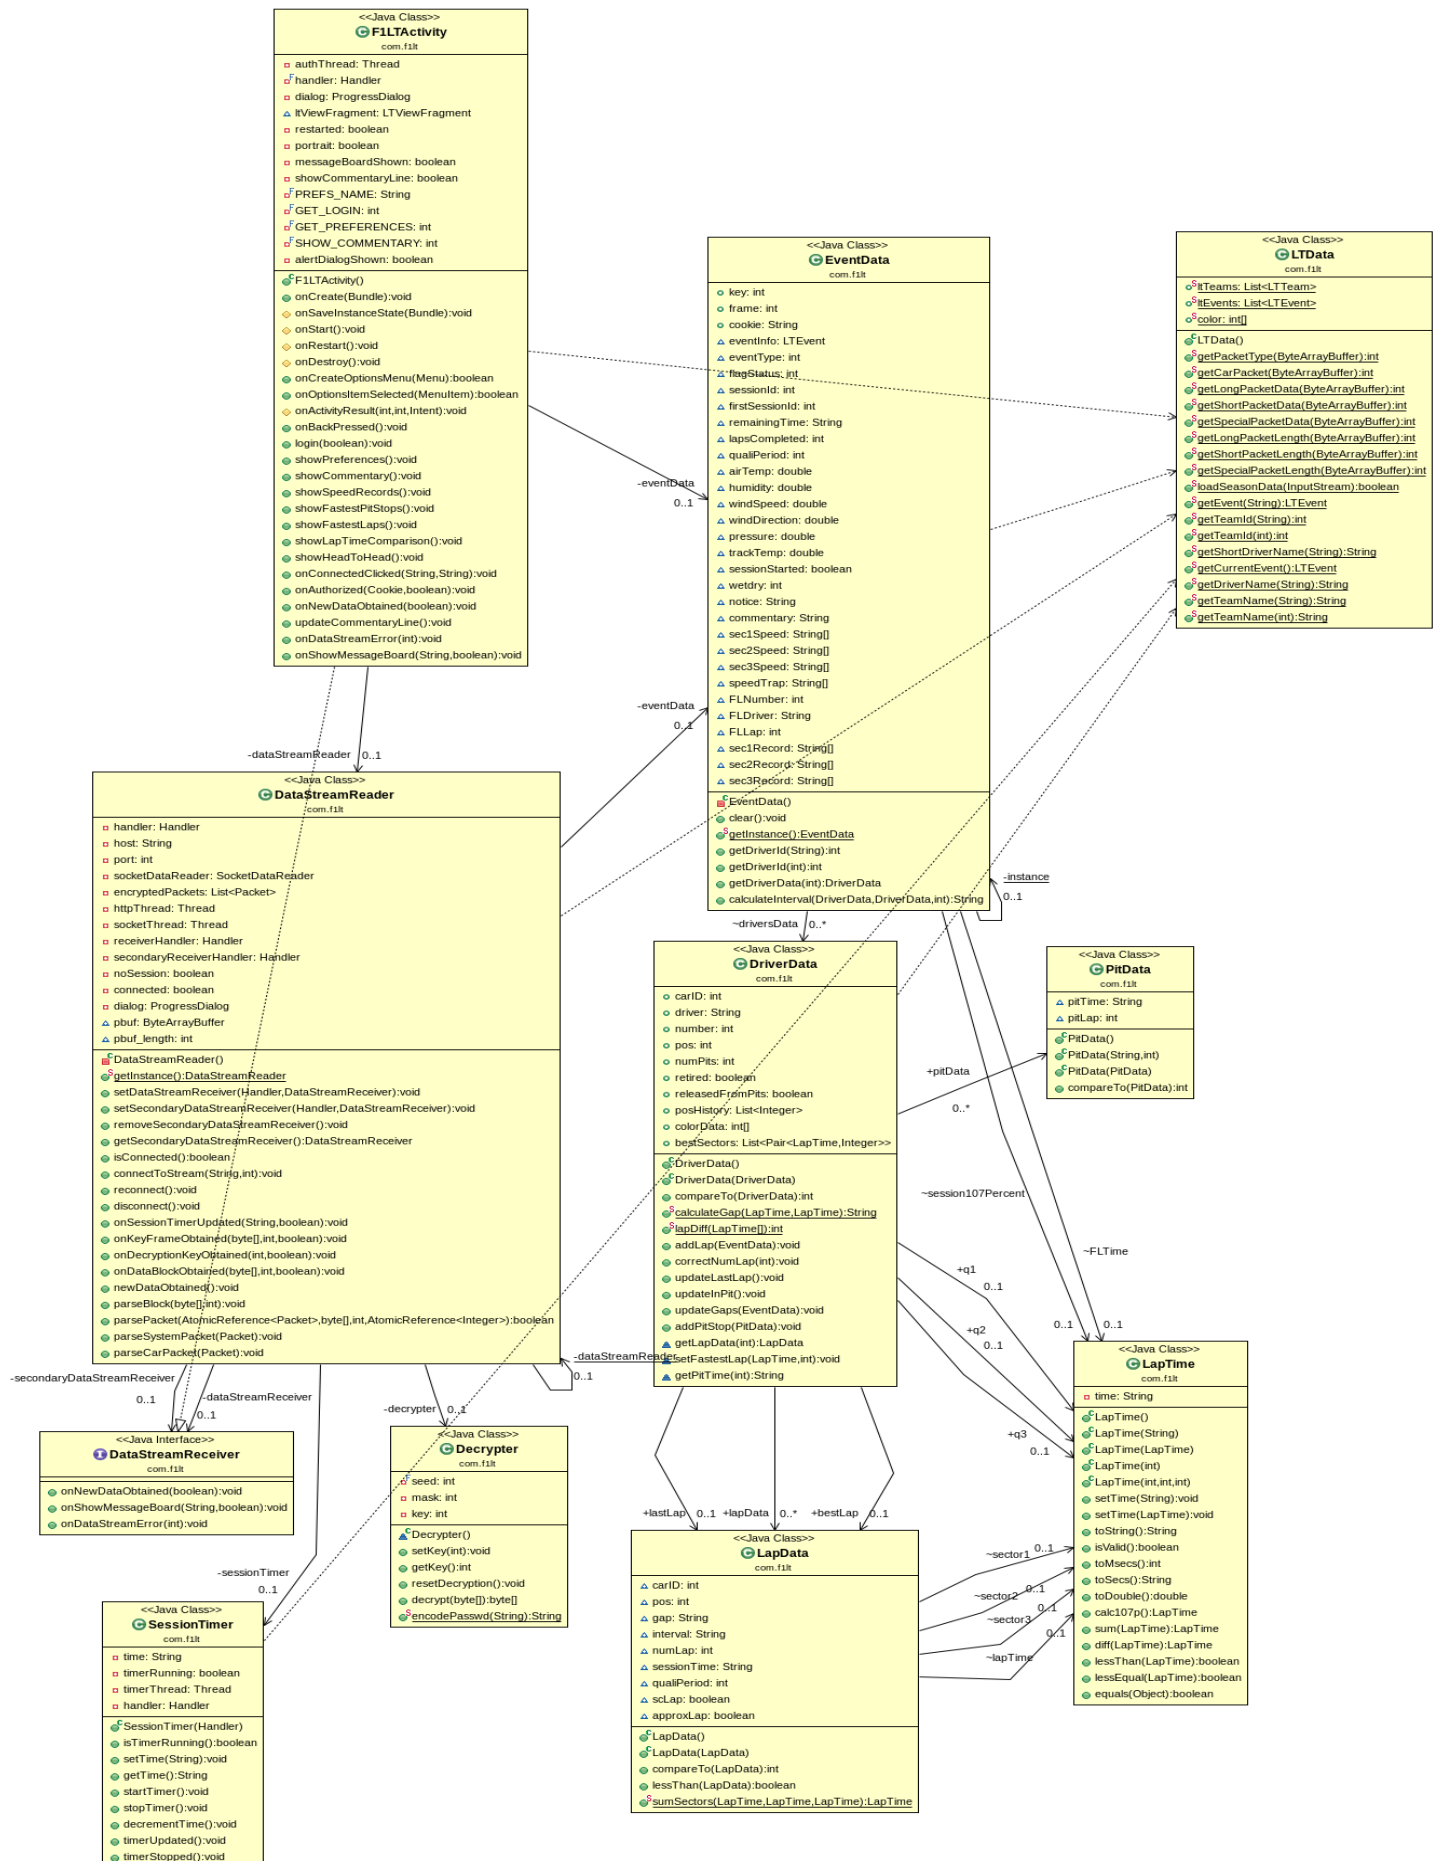 <<Java Class>>
F1LTActivity
com.f1lt
authThread: Thread
handler: Handler
dialog: ProgressDialog
ltViewFragment: LTViewFragment
restarted: boolean
portrait: boolean
messageBoardShown: boolean
showCommentaryLine: boolean
PREFS_NAME: String
GET_LOGIN: int
GET_PREFERENCES: int
SHOW_COMMENTARY: int
alertDialogShown: boolean
F1LTActivity()
onCreate(Bundle):void
onSaveInstanceState(Bundle):void
onStart():void
onRestart():void
onDestroy():void
onCreateOptionsMenu(Menu):boolean
onOptionsItemSelected(MenuItem):boolean
onActivityResult(int,int,Intent):void
onBackPressed():void
login(boolean):void
showPreferences():void
showCommentary():void
showSpeedRecords():void
showFastestPitStops():void
showFastestLaps():void
showLapTimeComparison():void
showHeadToHead():void
onConnectedClicked(String,String):void
onAuthorized(Cookie,boolean):void
onNewDataObtained(boolean):void
updateCommentaryLine():void
onDataStreamError(int):void
onShowMessageBoard(String,boolean):void
-eventData
0..1
-dataStreamReader
0..1
<<Java Class>>
EventData
com.f1lt
key: int
frame: int
cookie: String
eventInfo: LTEvent
eventType: int
flagStatus: int
sessionId: int
firstSessionId: int
remainingTime: String
lapsCompleted: int
qualiPeriod: int
airTemp: double
humidity: double
windSpeed: double
windDirection: double
pressure: double
trackTemp: double
sessionStarted: boolean
wetdry: int
notice: String
commentary: String
sec1Speed: String[]
sec2Speed: String[]
sec3Speed: String[]
speedTrap: String[]
FLNumber: int
FLDriver: String
FLLap: int
sec1Record: String[]
sec2Record: String[]
sec3Record: String[]
EventData()
clear():void
getInstance():EventData
getDriverId(String):int
getDriverId(int):int
getDriverData(int):DriverData
calculateInterval(DriverData,DriverData,int):String
-instance
0..1
~driversData
0..*
<<Java Class>>
LTData
com.f1lt
ltTeams: List<LTTeam>
ltEvents: List<LTEvent>
color: int[]
LTData()
getPacketType(ByteArrayBuffer):int
getCarPacket(ByteArrayBuffer):int
getLongPacketData(ByteArrayBuffer):int
getShortPacketData(ByteArrayBuffer):int
getSpecialPacketData(ByteArrayBuffer):int
getLongPacketLength(ByteArrayBuffer):int
getShortPacketLength(ByteArrayBuffer):int
getSpecialPacketLength(ByteArrayBuffer):int
loadSeasonData(InputStream):boolean
getEvent(String):LTEvent
getTeamId(String):int
getTeamId(int):int
getShortDriverName(String):String
getCurrentEvent():LTEvent
getDriverName(String):String
getTeamName(String):String
getTeamName(int):String
-eventData
0..1
<<Java Class>>
DataStreamReader
com.f1lt
handler: Handler
host: String
port: int
socketDataReader: SocketDataReader
encryptedPackets: List<Packet>
httpThread: Thread
socketThread: Thread
receiverHandler: Handler
secondaryReceiverHandler: Handler
noSession: boolean
connected: boolean
dialog: ProgressDialog
pbuf: ByteArrayBuffer
pbuf_length: int
DataStreamReader()
getInstance():DataStreamReader
setDataStreamReceiver(Handler,DataStreamReceiver):void
setSecondaryDataStreamReceiver(Handler,DataStreamReceiver):void
removeSecondaryDataStreamReceiver():void
getSecondaryDataStreamReceiver():DataStreamReceiver
isConnected():boolean
connectToStream(String,int):void
reconnect():void
disconnect():void
onSessionTimerUpdated(String,boolean):void
onKeyFrameObtained(byte[],int,boolean):void
onDecryptionKeyObtained(int,boolean):void
onDataBlockObtained(byte[],int,boolean):void
newDataObtained():void
parseBlock(byte[],int):void
parsePacket(AtomicReference<Packet>,byte[],int,AtomicReference<Integer>):boolean
parseSystemPacket(Packet):void
parseCarPacket(Packet):void
-dataStreamReader
0..1
-secondaryDataStreamReceiver
0..1
-dataStreamReceiver
0..1
-decrypter
0..1
-sessionTimer
0..1
<<Java Class>>
DriverData
com.f1lt
carID: int
driver: String
number: int
pos: int
numPits: int
retired: boolean
releasedFromPits: boolean
posHistory: List<Integer>
colorData: int[]
bestSectors: List<Pair<LapTime,Integer>>
DriverData()
DriverData(DriverData)
compareTo(DriverData):int
calculateGap(LapTime,LapTime):String
lapDiff(LapTime[]):int
addLap(EventData):void
correctNumLap(int):void
updateLastLap():void
updateInPit():void
updateGaps(EventData):void
addPitStop(PitData):void
getLapData(int):LapData
setFastestLap(LapTime,int):void
getPitTime(int):String
+pitData
0..*
<<Java Class>>
PitData
com.f1lt
pitTime: String
pitLap: int
PitData()
PitData(String,int)
PitData(PitData)
compareTo(PitData):int
~session107Percent
0..1
~FLTime
0..1
+q1
0..1
+q2
0..1
+q3
0..1
<<Java Class>>
LapTime
com.f1lt
time: String
LapTime()
LapTime(String)
LapTime(LapTime)
LapTime(int)
LapTime(int,int,int)
setTime(String):void
setTime(LapTime):void
toString():String
isValid():boolean
toMsecs():int
toSecs():String
toDouble():double
calc107p():LapTime
sum(LapTime):LapTime
diff(LapTime):LapTime
lessThan(LapTime):boolean
lessEqual(LapTime):boolean
equals(Object):boolean
<<Java Interface>>
DataStreamReceiver
com.f1lt
onNewDataObtained(boolean):void
onShowMessageBoard(String,boolean):void
onDataStreamError(int):void
<<Java Class>>
Decrypter
com.f1lt
seed: int
mask: int
key: int
Decrypter()
setKey(int):void
getKey():int
resetDecryption():void
decrypt(byte[]):byte[]
encodePasswd(String):String
+lastLap
0..1
+lapData
0..*
+bestLap
0..1
<<Java Class>>
LapData
com.f1lt
carID: int
pos: int
gap: String
interval: String
numLap: int
sessionTime: String
qualiPeriod: int
scLap: boolean
approxLap: boolean
LapData()
LapData(LapData)
compareTo(LapData):int
lessThan(LapData):boolean
sumSectors(LapTime,LapTime,LapTime):LapTime
~sector1
0..1
~sector2
0..1
~sector3
0..1
~lapTime
0..1
<<Java Class>>
SessionTimer
com.f1lt
time: String
timerRunning: boolean
timerThread: Thread
handler: Handler
SessionTimer(Handler)
isTimerRunning():boolean
setTime(String):void
getTime():String
startTimer():void
stopTimer():void
decrementTime():void
timerUpdated():void
timerStopped():void